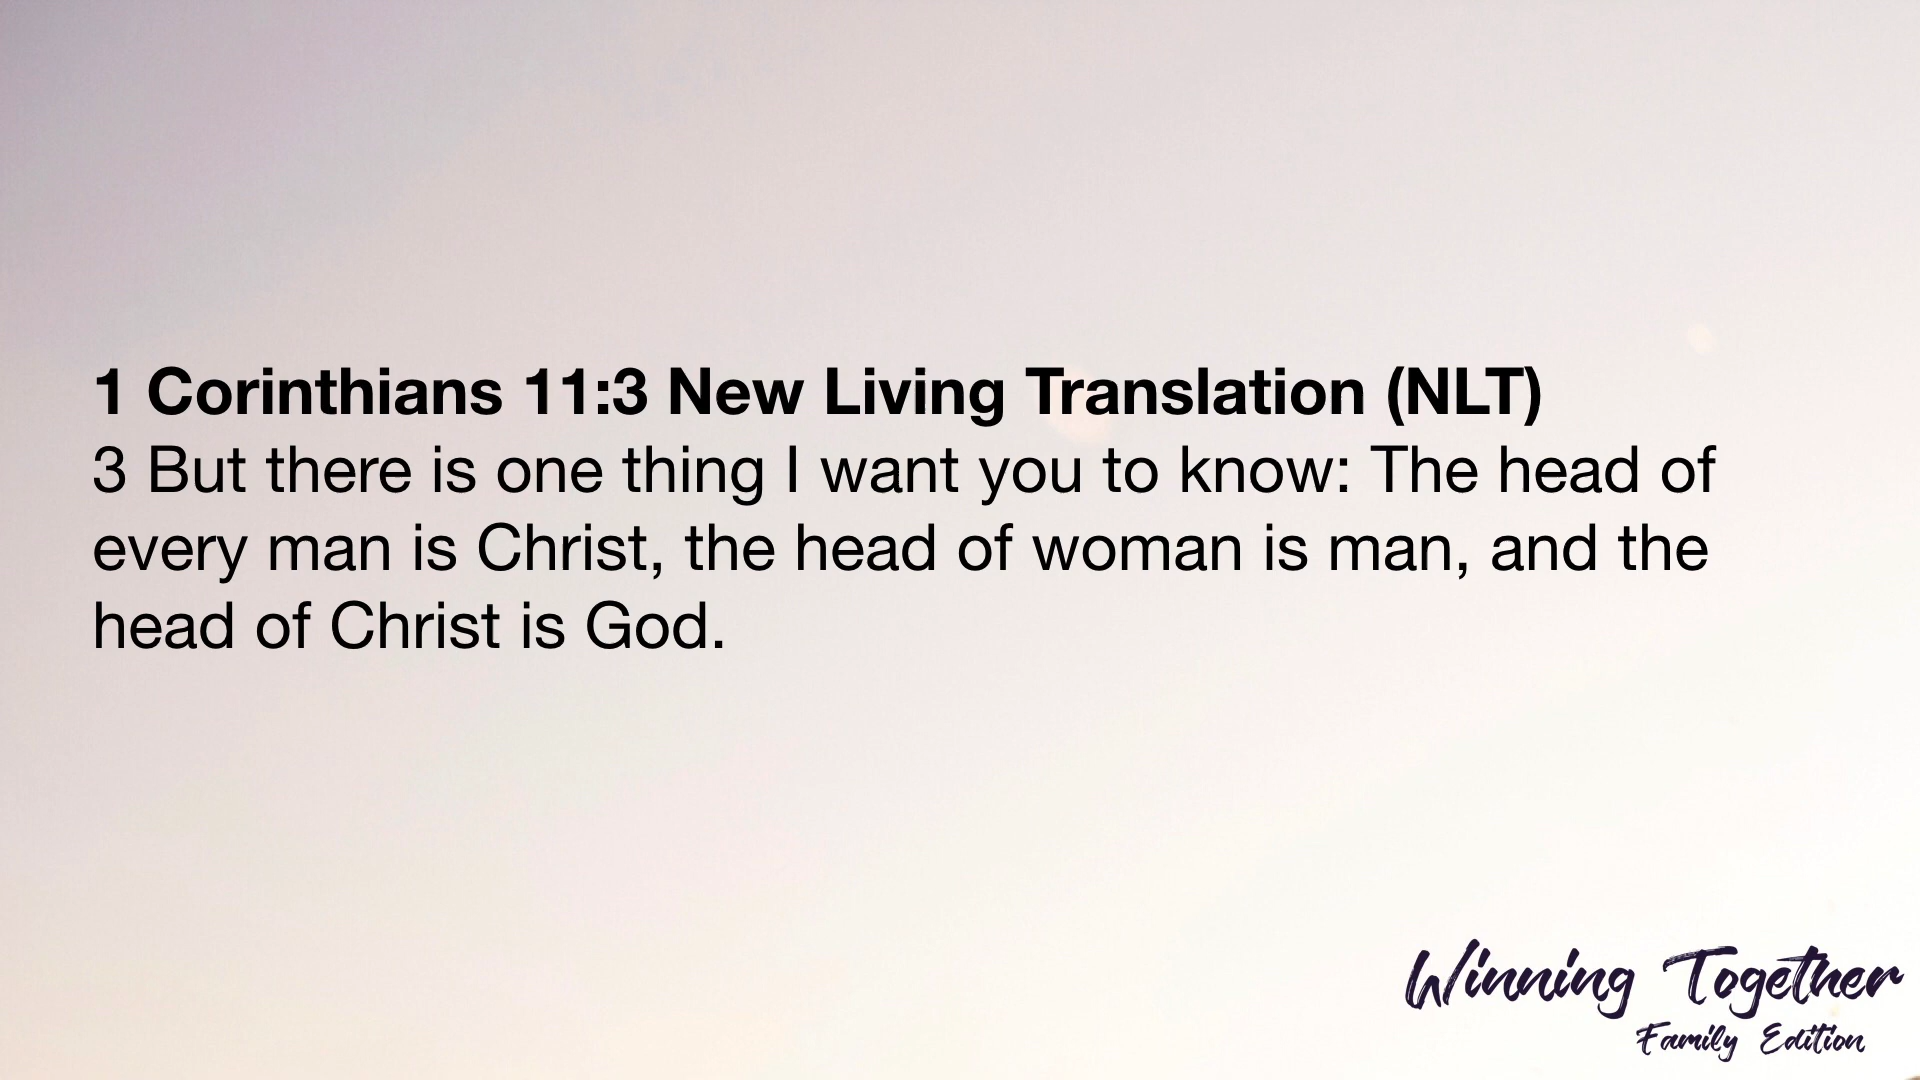 1 Corinthians 11:3 New Living Translation (NLT)
3 But there is one thing I want you to know: The head of
every man is Christ, the head of woman is man, and the
head of Christ is God.
Winning Together
Family Edition